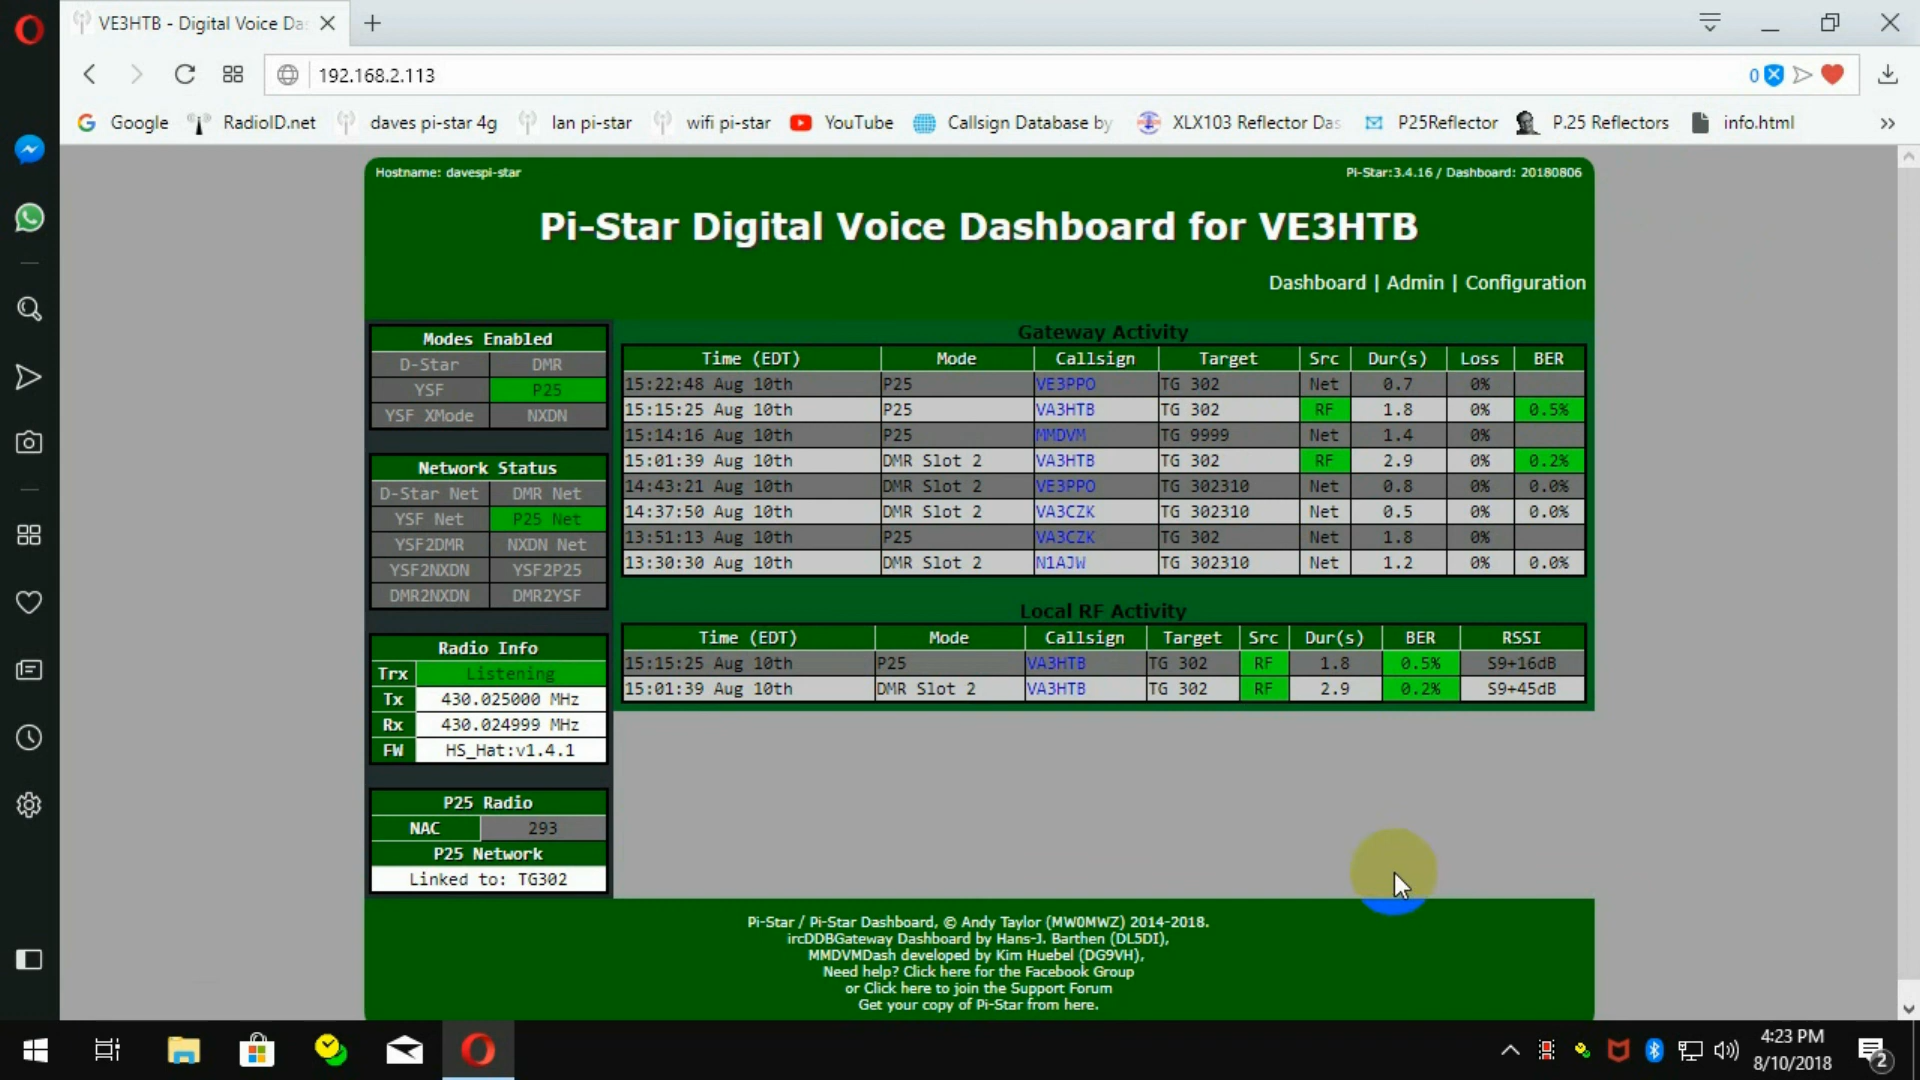 VE3HTB - Digital Voice Da
192.168.2.113
0
Google RadioID.net daves pi-star 4g lan pi-star wifi pi-star YouTube Callsign Database by XLX103 Reflector Das P25Reflector P.25 Reflectors info.html
Hostname: davespi-star
Pi-Star:3.4.16 / Dashboard: 20180806
Pi-Star Digital Voice Dashboard for VE3HTB
Dashboard | Admin | Configuration
Modes Enabled
D-Star DMR
YSF P25
YSF XMode NXDN
Network Status
D-Star Net DMR Net
YSF Net P25 Net
YSF2DMR NXDN Net
YSF2NXDN YSF2P25
DMR2NXDN DMR2YSF
Radio Info
Trx Listening
Tx 430.025000 MHz
Rx 430.024999 MHz
FW HS_Hat:v1.4.1
P25 Radio
NAC 293
P25 Network
Linked to: TG302
Gateway Activity
Time (EDT) Mode Callsign Target Src Dur(s) Loss BER
15:22:48 Aug 10th P25 VE3PPO TG 302 Net 0.7 0%
15:15:25 Aug 10th P25 VA3HTB TG 302 RF 1.8 0% 0.5%
15:14:16 Aug 10th P25 MMDVM TG 9999 Net 1.4 0%
15:01:39 Aug 10th DMR Slot 2 VA3HTB TG 302 RF 2.9 0% 0.2%
14:43:21 Aug 10th DMR Slot 2 VE3PPO TG 302310 Net 0.8 0% 0.0%
14:37:50 Aug 10th DMR Slot 2 VA3CZK TG 302310 Net 0.5 0% 0.0%
13:51:13 Aug 10th P25 VA3CZK TG 302 Net 1.8 0%
13:30:30 Aug 10th DMR Slot 2 N1AJW TG 302310 Net 1.2 0% 0.0%
Local RF Activity
Time (EDT) Mode Callsign Target Src Dur(s) BER RSSI
15:15:25 Aug 10th P25 VA3HTB TG 302 RF 1.8 0.5% S9+16dB
15:01:39 Aug 10th DMR Slot 2 VA3HTB TG 302 RF 2.9 0.2% S9+45dB
Pi-Star / Pi-Star Dashboard, © Andy Taylor (MW0MWZ) 2014-2018.
ircDDBGateway Dashboard by Hans-J. Barthen (DL5DI),
MMDVMDash developed by Kim Huebel (DG9VH),
Need help? Click here for the Facebook Group
or Click here to join the Support Forum
Get your copy of Pi-Star from here.
4:23 PM
8/10/2018
2